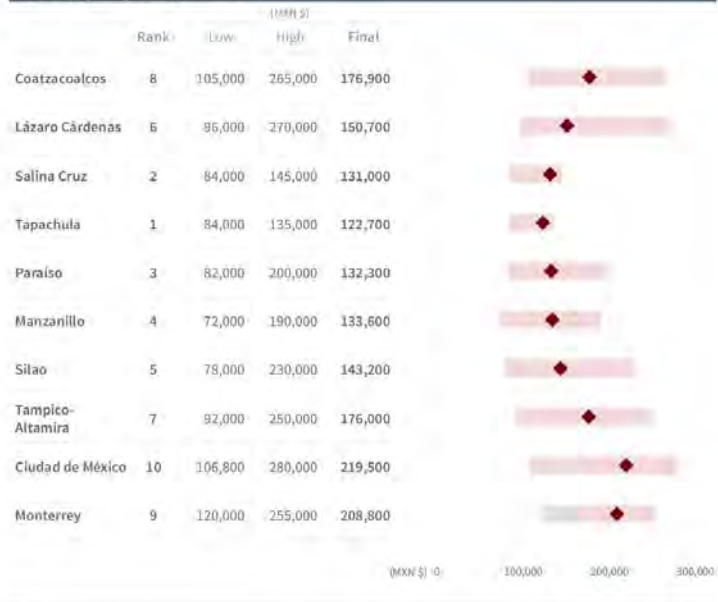 (MXN $)
Rank Low High Final
Coatzacoalcos 8 105,000 265,000 176,900
Lázaro Cárdenas 6 96,000 270,000 150,700
Salina Cruz 2 84,000 145,000 131,000
Tapachula 1 84,000 135,000 122,700
Paraíso 3 82,000 200,000 132,300
Manzanillo 4 72,000 190,000 133,600
Silao 5 78,000 230,000 143,200
Tampico-
Altamira 7 92,000 250,000 176,000
Ciudad de México 10 106,800 280,000 219,500
Monterrey 9 120,000 255,000 208,800
(MXN $) 0 100,000 200,000 300,000